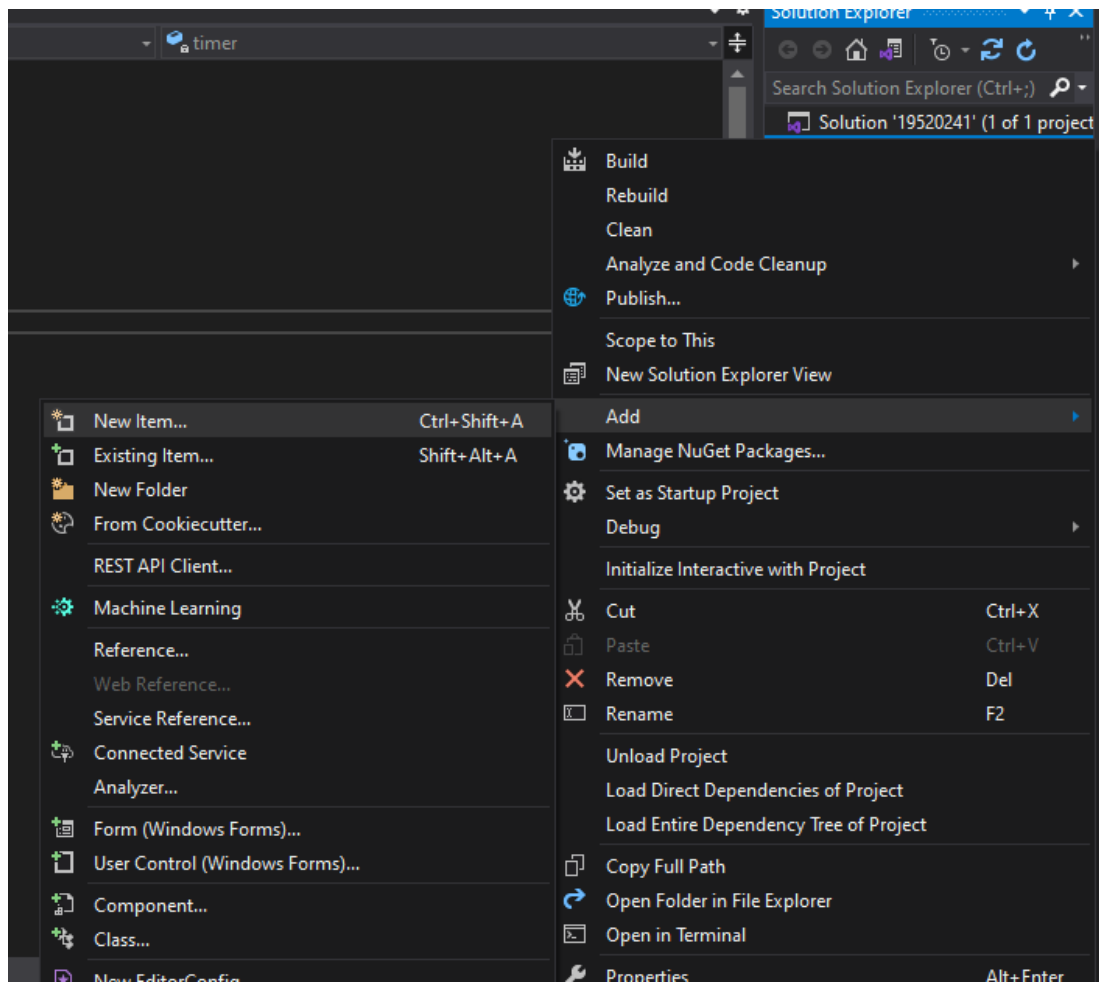 Solution Explorer
timer
Search Solution Explorer (Ctrl+;)
Solution '19520241' (1 of 1 project
Build
Rebuild
Clean
Analyze and Code Cleanup
Publish...
Scope to This
New Solution Explorer View
Add
Manage NuGet Packages...
Set as Startup Project
Debug
Initialize Interactive with Project
Cut Ctrl+X
Paste Ctrl+V
Remove Del
Rename F2
Unload Project
Load Direct Dependencies of Project
Load Entire Dependency Tree of Project
Copy Full Path
Open Folder in File Explorer
Open in Terminal
Properties Alt+Enter
New Item... Ctrl+Shift+A
Existing Item... Shift+Alt+A
New Folder
From Cookiecutter...
REST API Client...
Machine Learning
Reference...
Web Reference...
Service Reference...
Connected Service
Analyzer...
Form (Windows Forms)...
User Control (Windows Forms)...
Component...
Class...
New EditorConfig